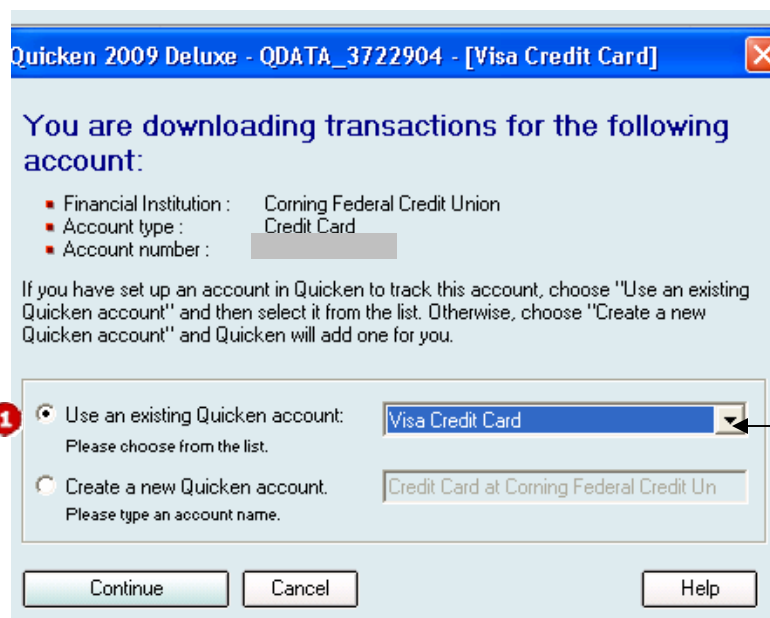 Quicken 2009 Deluxe - QDATA_3722904 - [Visa Credit Card]
You are downloading transactions for the following
account:
Financial Institution : Corning Federal Credit Union
Account type : Credit Card
Account number :
If you have set up an account in Quicken to track this account, choose "Use an existing
Quicken account" and then select it from the list. Otherwise, choose "Create a new
Quicken account" and Quicken will add one for you.
1 Use an existing Quicken account: Visa Credit Card
Please choose from the list.
Create a new Quicken account. Credit Card at Corning Federal Credit Un
Please type an account name.
Continue Cancel Help